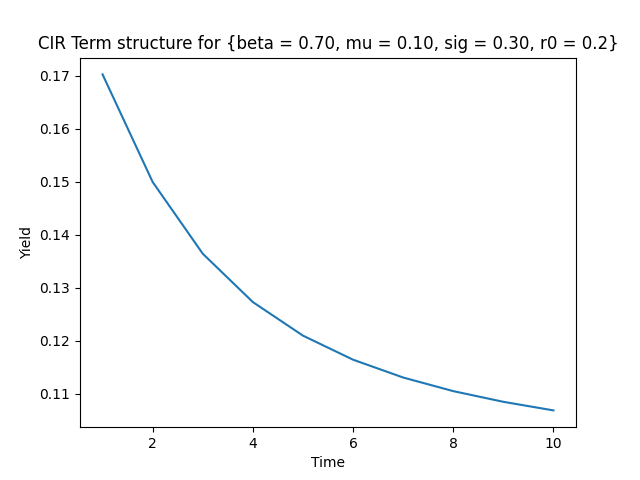 CIR Term structure for {beta = 0.70, mu = 0.10, sig = 0.30, r0 = 0.2}
0.17
0.16
0.15
0.14
0.13
0.12
0.11
Yield
2 4 6 8 10
Time